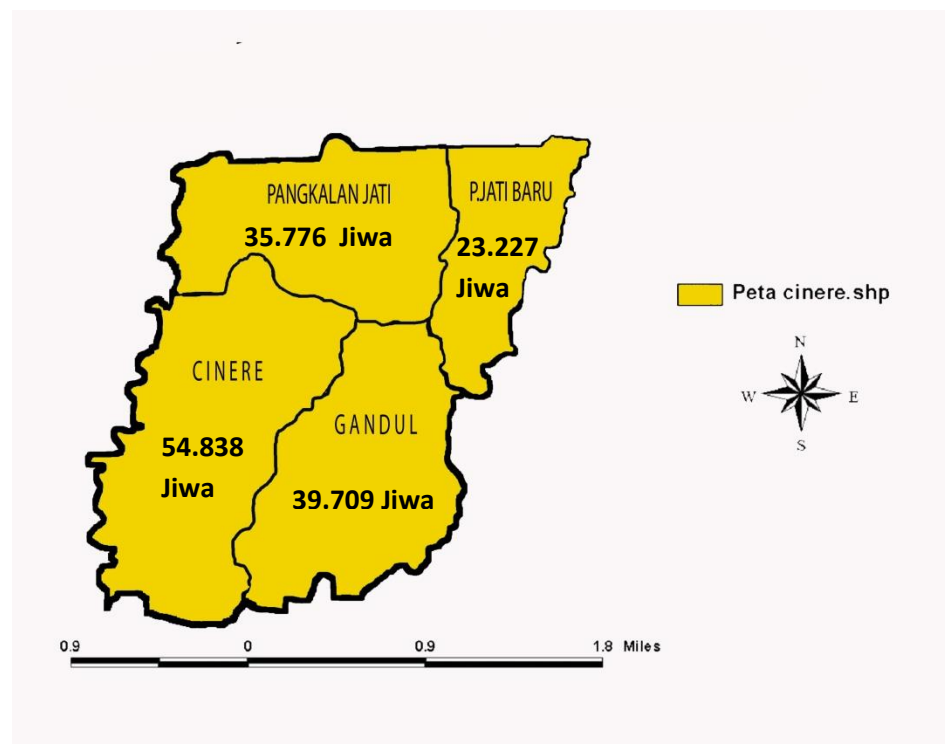 PANGKALAN JATI
35.776 Jiwa
P.JATI BARU
23.227
Jiwa
Peta cinere.shp
N
W
E
S
CINERE
54.838
Jiwa
GANDUL
39.709 Jiwa
0.9 0 0.9 1.8 Miles